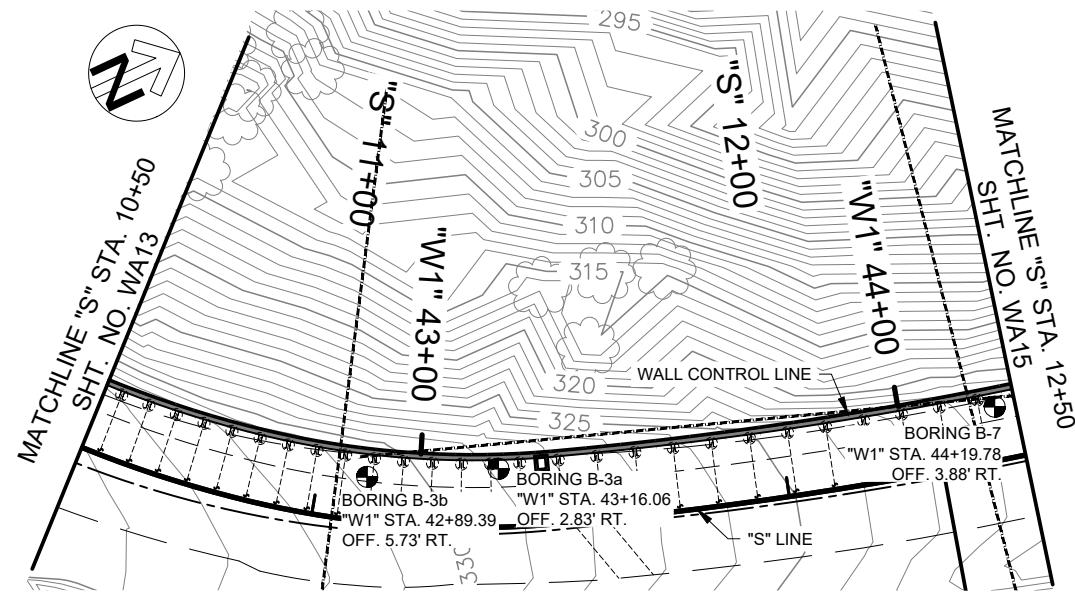 295
N
"S" 11+00
"S" 12+00
MATCHLINE "S" STA. 10+50
SHT. NO. WA13
300
305
310
315
"W1" 43+00
"W1" 44+00
MATCHLINE "S" STA. 12+50
SHT. NO. WA15
320
325
WALL CONTROL LINE
BORING B-7
"W1" STA. 44+19.78
OFF. 3.88' RT.
BORING B-3b
"W1" STA. 42+89.39
OFF. 5.73' RT.
BORING B-3a
"W1" STA. 43+16.06
OFF. 2.83' RT.
"S" LINE
330